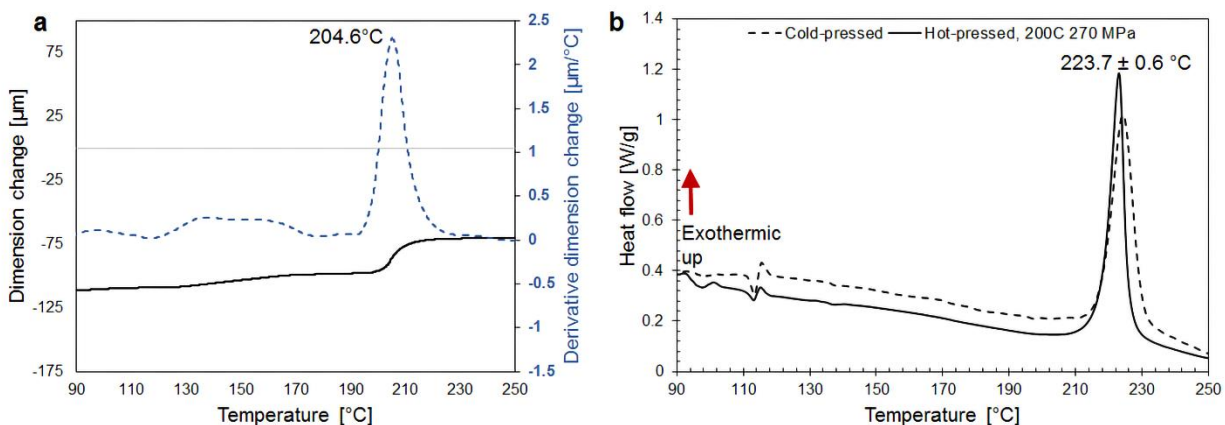 a
204.6°C
75
25
-25
-75
-125
-175
Dimension change [µm]
2.5
2
1.5
1
0.5
0
-0.5
-1
-1.5
Derivative dimension change [µm/°C]
90 110 130 150 170 190 210 230 250
Temperature [°C]
b
1.4
1.2
1
0.8
0.6
0.4
0.2
0
Heat flow [W/g]
Cold-pressed
Hot-pressed, 200C 270 MPa
223.7 ± 0.6 °C
Exothermic
up
90 110 130 150 170 190 210 230 250
Temperature [°C]